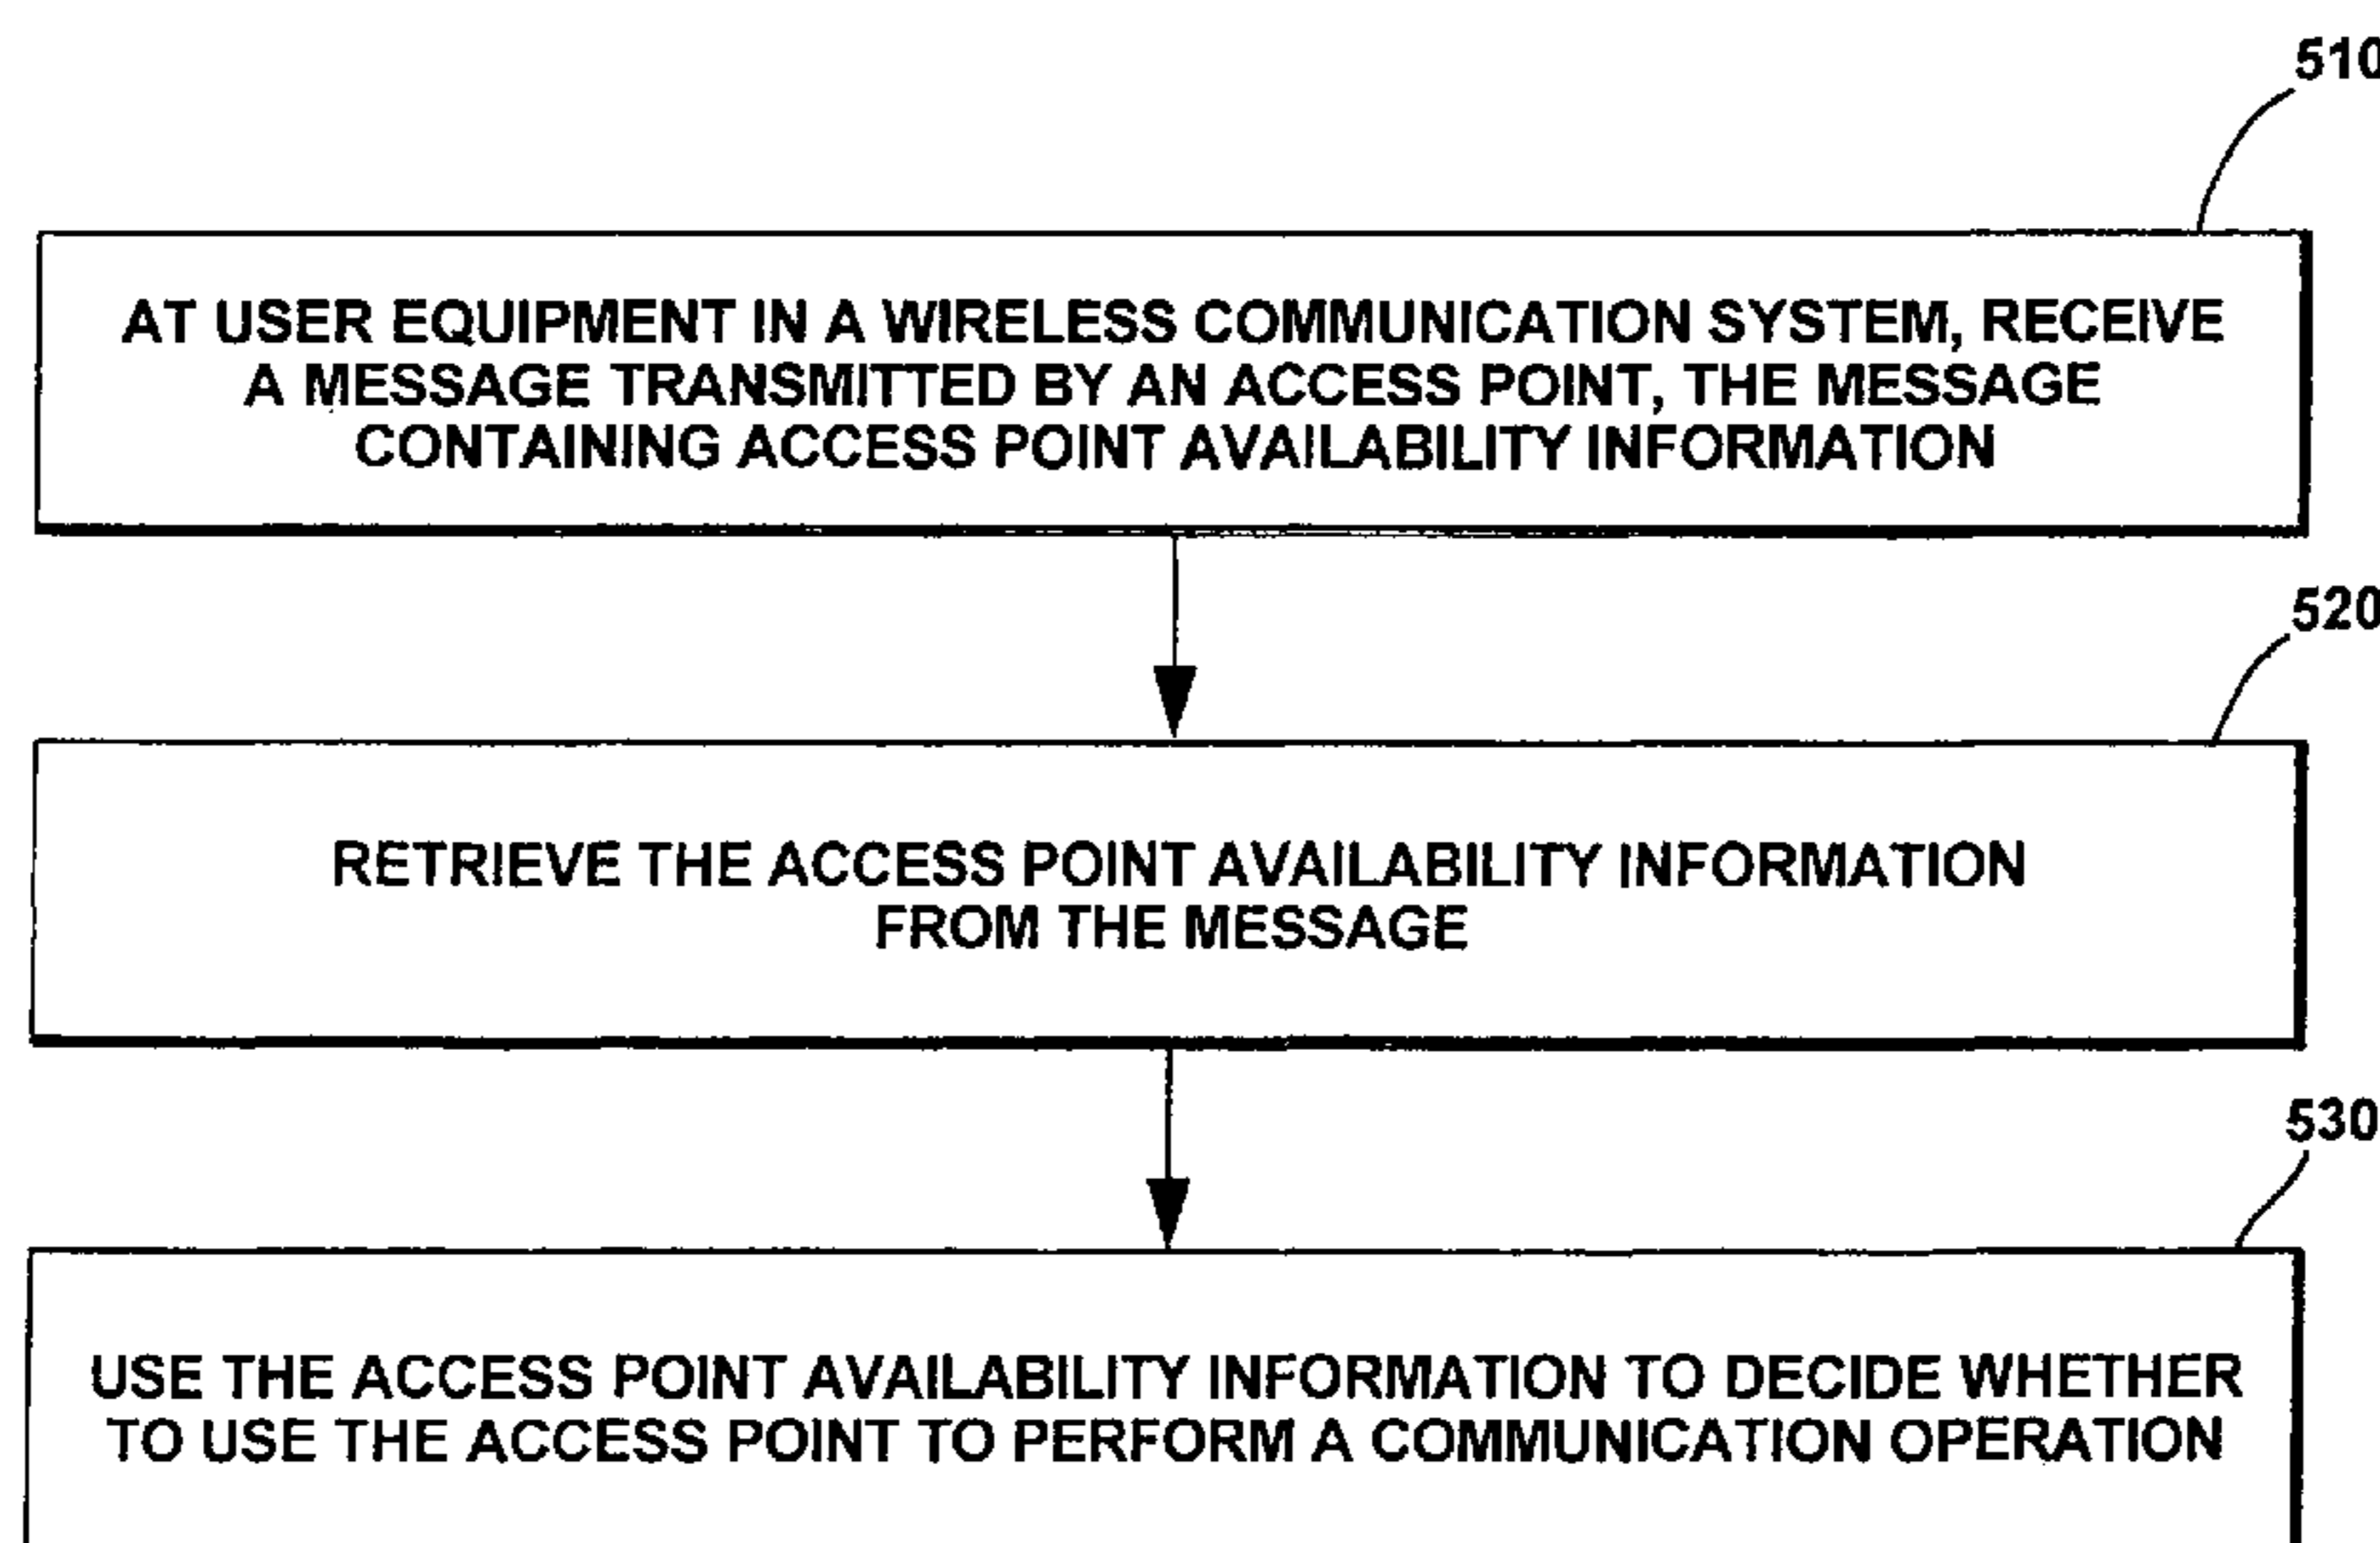 510
AT USER EQUIPMENT IN A WIRELESS COMMUNICATION SYSTEM, RECEIVE
A MESSAGE TRANSMITTED BY AN ACCESS POINT, THE MESSAGE
CONTAINING ACCESS POINT AVAILABILITY INFORMATION
520
RETRIEVE THE ACCESS POINT AVAILABILITY INFORMATION
FROM THE MESSAGE
530
USE THE ACCESS POINT AVAILABILITY INFORMATION TO DECIDE WHETHER
TO USE THE ACCESS POINT TO PERFORM A COMMUNICATION OPERATION